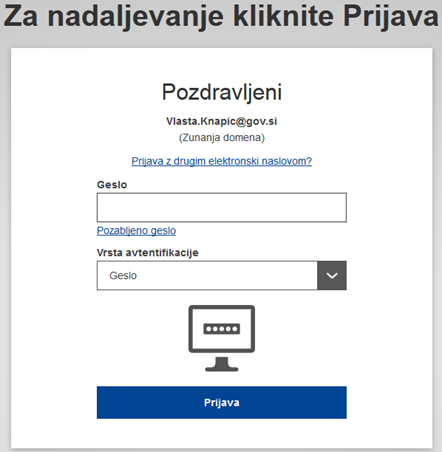 Za nadaljevanje kliknite Prijava
Pozdravljeni
Vlasta.Knapic@gov.si
(Zunanja domena)
Prijava z drugim elektronski naslovom?
Geslo
Pozabljeno geslo
Vrsta avtentifikacije
Geslo
Prijava